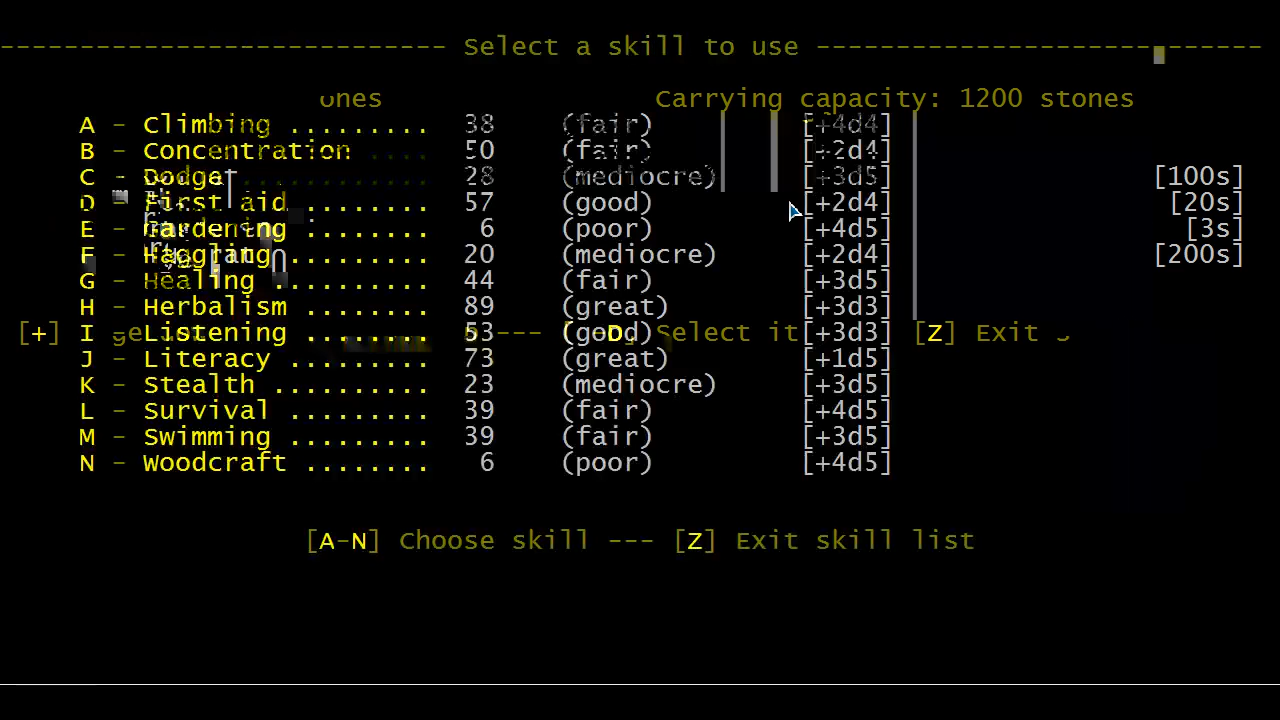 --------------------------- Select a skill to use ----------------------------
ones Carrying capacity: 1200 stones
A - Climbing ......... 38 (fair) [+4d4]
B - Concentration .... 50 (fair) [+2d4]
C - Dodge ............ 28 (mediocre) [+3d5] [100s]
D - First aid ........ 57 (good) [+2d4] [20s]
E - Gardening ........ 6 (poor) [+4d5] [3s]
F - Haggling ......... 20 (mediocre) [+2d4] [200s]
G - Healing .......... 44 (fair) [+3d5]
H - Herbalism ........ 89 (great) [+3d3]
I - Listening ........ 53 (good) [+3d3]
[+] --- Select [Z] Exit
J - Literacy ......... 73 (great) [+1d5]
K - Stealth .......... 23 (mediocre) [+3d5]
L - Survival ......... 39 (fair) [+4d5]
M - Swimming ......... 39 (fair) [+3d5]
N - Woodcraft ........ 6 (poor) [+4d5]
[A-N] Choose skill --- [Z] Exit skill list